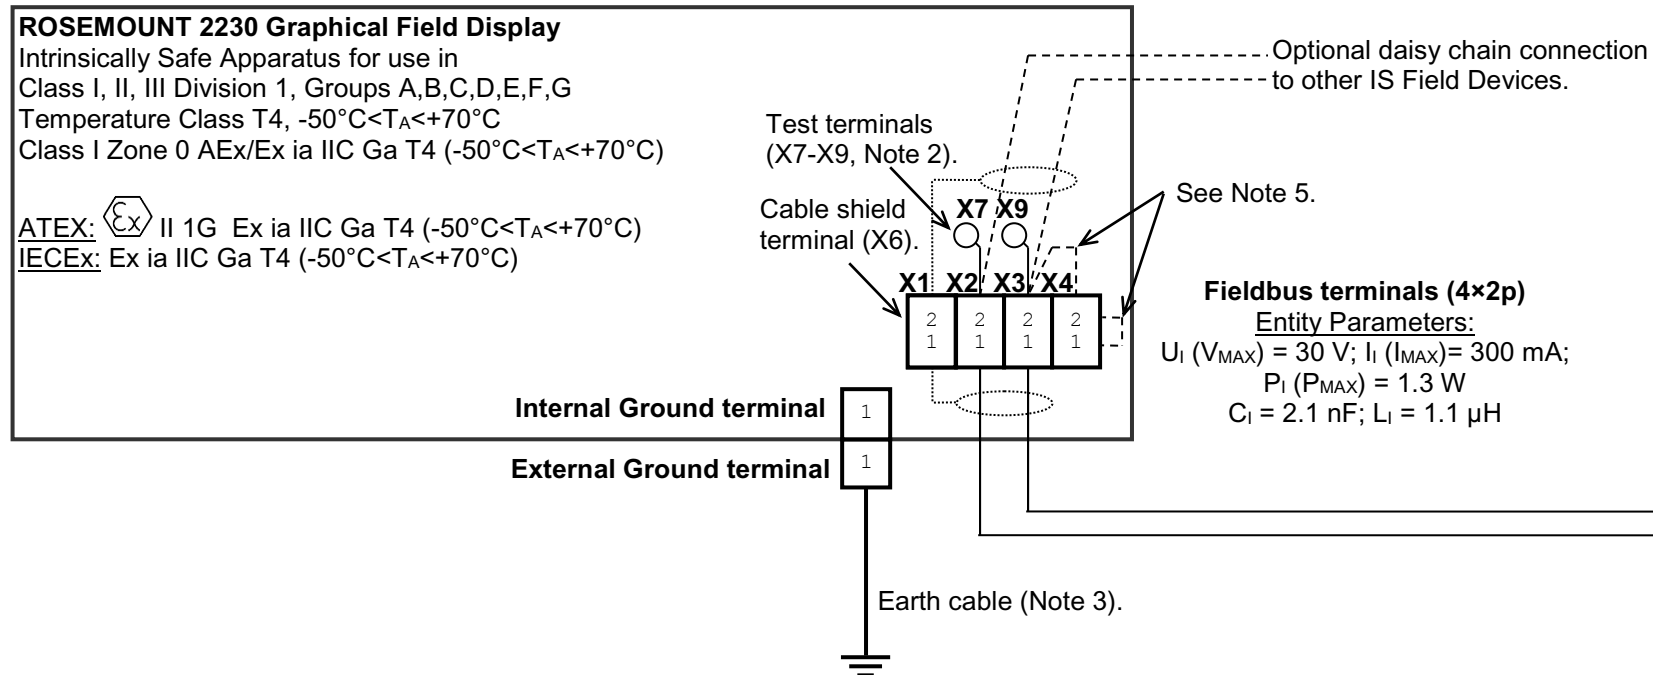 ROSEMOUNT 2230 Graphical Field Display
Intrinsically Safe Apparatus for use in
Class I, II, III Division 1, Groups A,B,C,D,E,F,G
Temperature Class T4, -50°C<TA<+70°C
Class I Zone 0 AEx/Ex ia IIC Ga T4 (-50°C<TA<+70°C)
ATEX: Ex II 1G Ex ia IIC Ga T4 (-50°C<TA<+70°C)
IECEx: Ex ia IIC Ga T4 (-50°C<TA<+70°C)
Optional daisy chain connection
to other IS Field Devices.
Test terminals
(X7-X9, Note 2).
See Note 5.
Cable shield
terminal (X6).
X7 X9
X1 X2 X3 X4
2 2 2 2
1 1 1 1
Fieldbus terminals (4×2p)
Entity Parameters:
UI (VMAX) = 30 V; II (IMAX)= 300 mA;
PI (PMAX) = 1.3 W
CI = 2.1 nF; LI = 1.1 µH
Internal Ground terminal
1
External Ground terminal
1
Earth cable (Note 3).